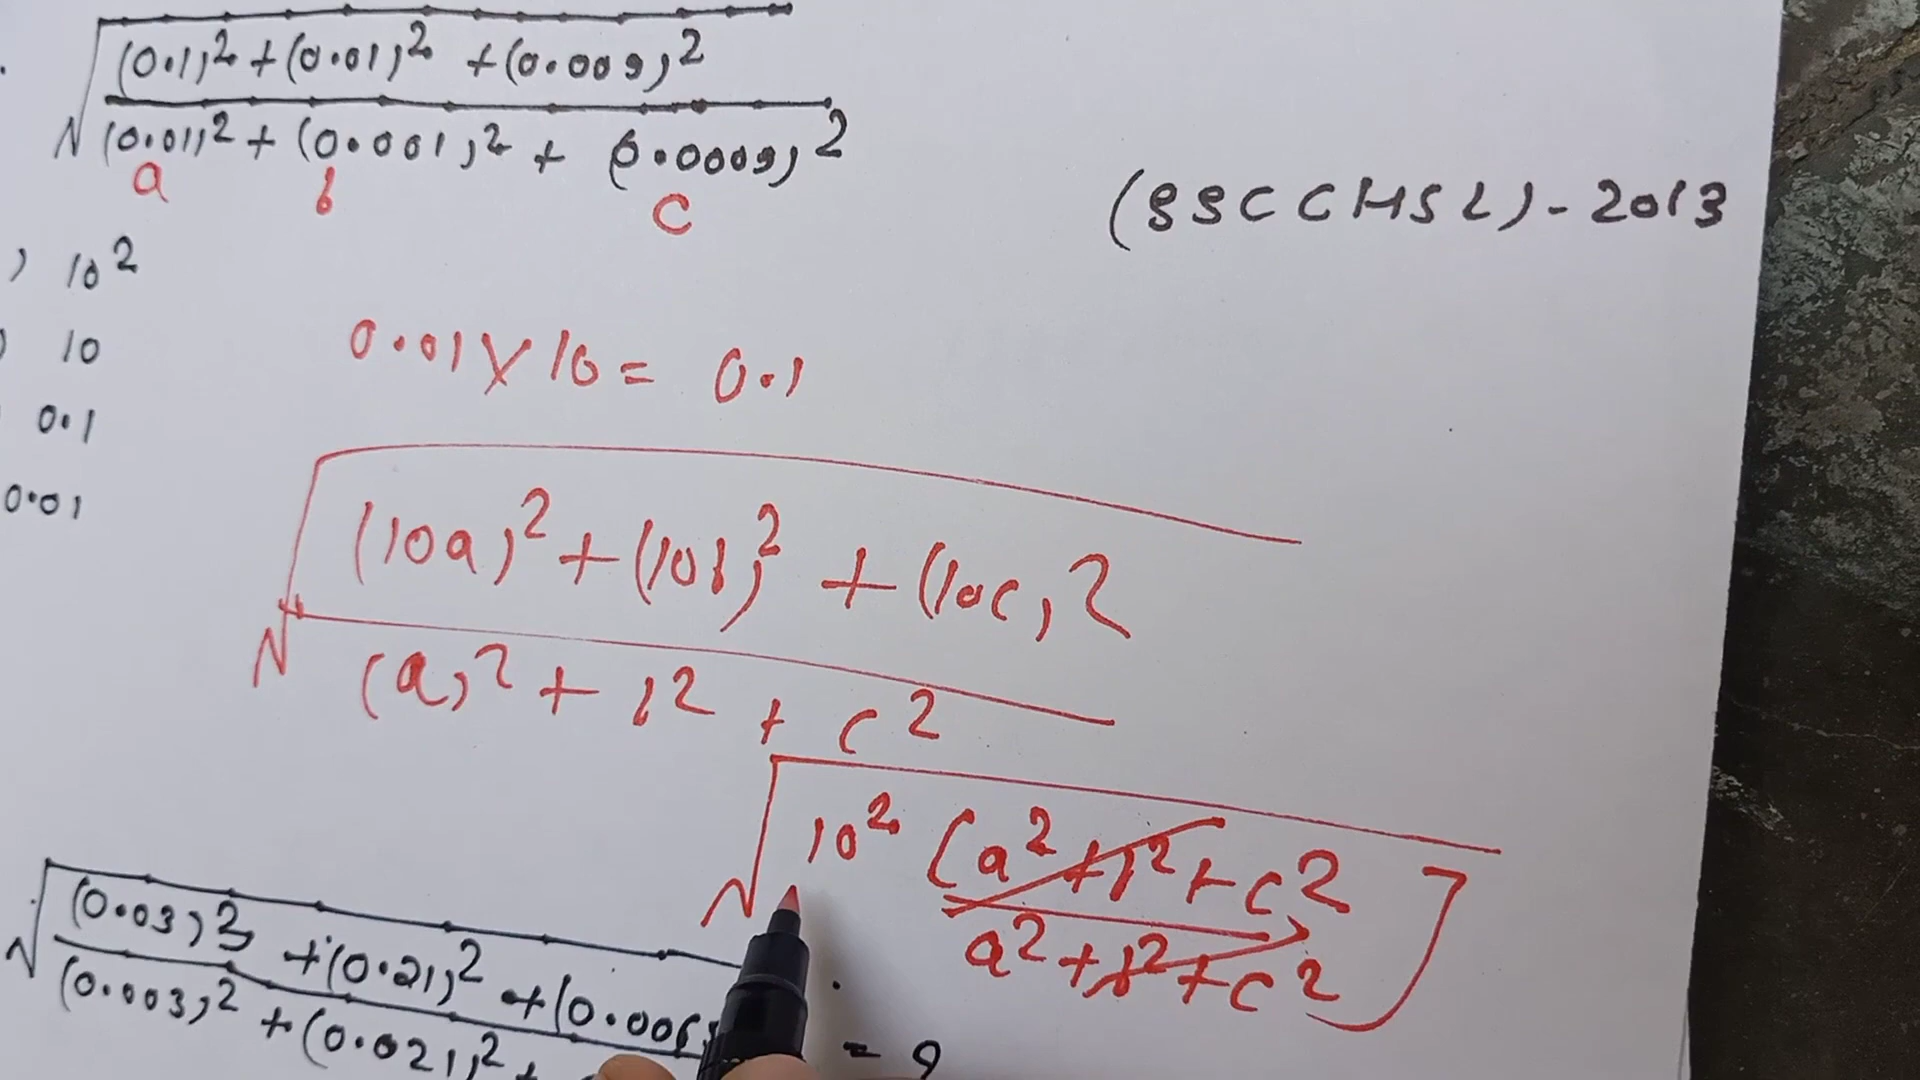 √(0.1)² + (0.01)² + (0.009)²
(0.01)² + (0.001)² + (0.0009)²
a b c
(SSC CHSL) - 2013
) 10²
) 10
0.1
0.01
0.01 × 10 = 0.1
√(10a)² + (10b)² + (10c)²
(a)² + b² + c²
√10² (a² + b² + c²
a² + b² + c² )
√(0.03)² + (0.21)² + (0.006
(0.003)² + (0.021)² +
= ?